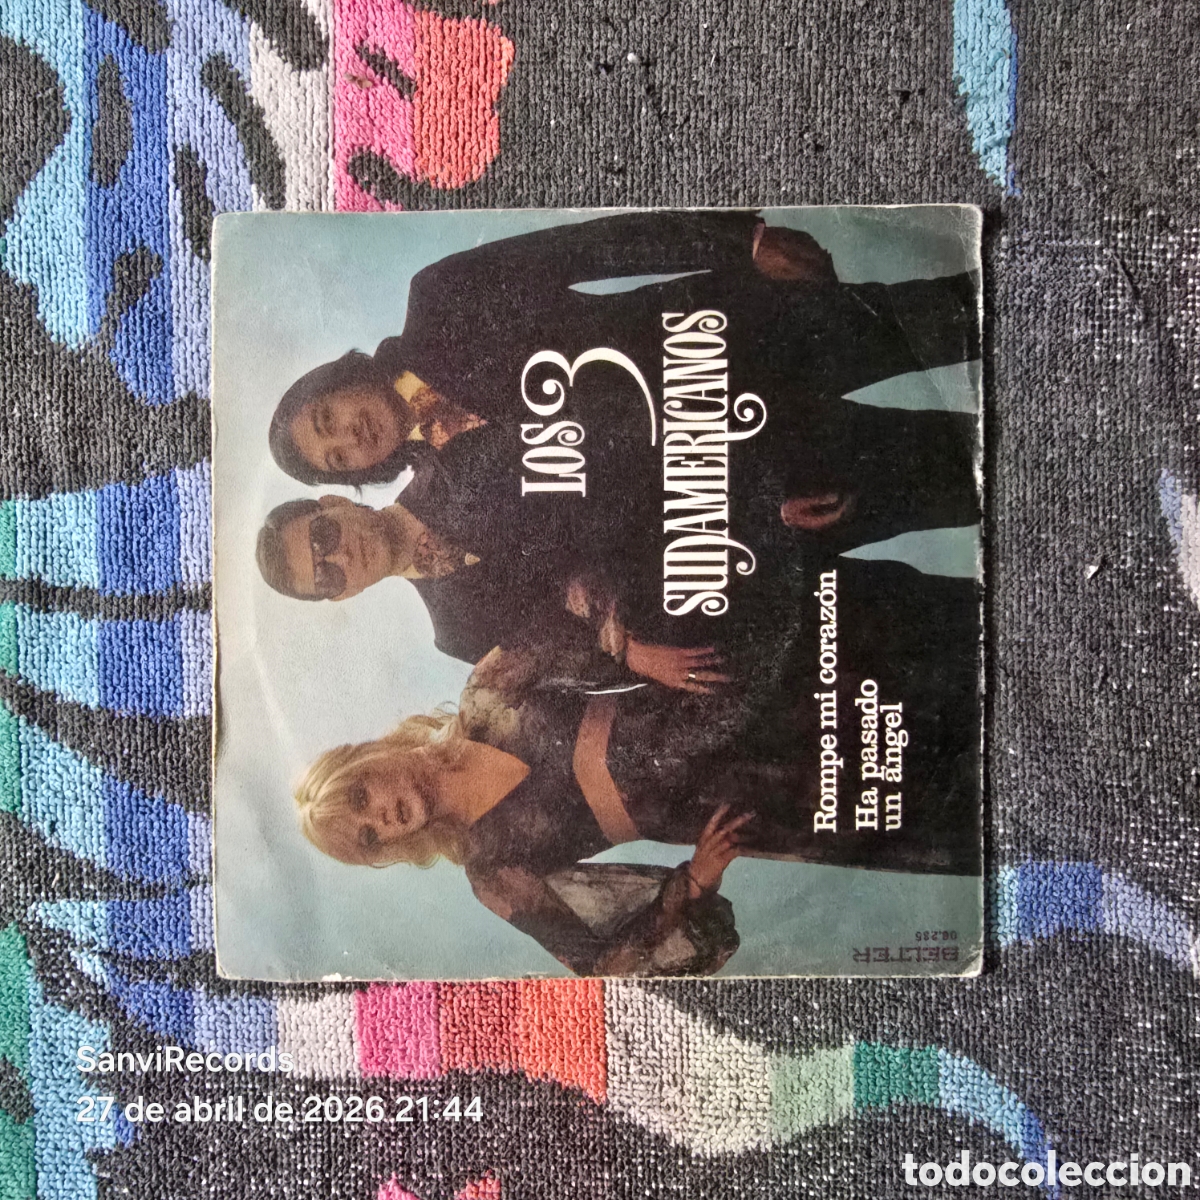 LOS 3
SUDAMERICANOS
Rompe mi corazón
Ha pasado
un ángel
BELTER
08.285
SanviRecords
27 de abril de 2026 21:44
todocoleccion